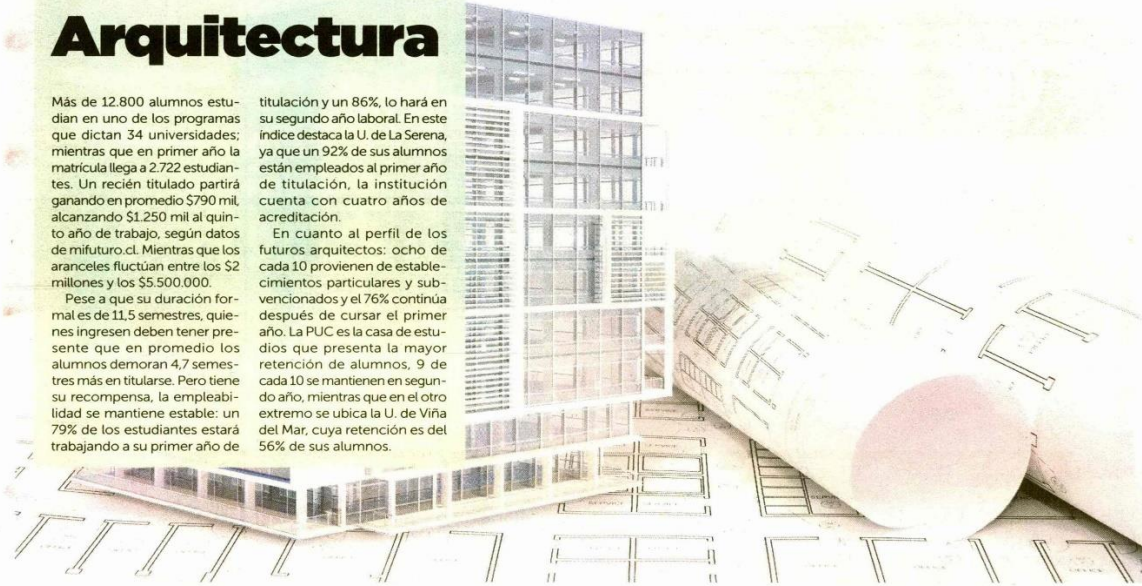 Arquitectura
Más de 12.800 alumnos estu-
dian en uno de los programas
que dictan 34 universidades;
mientras que en primer año la
matrícula llega a 2.722 estudian-
tes. Un recién titulado partirá
ganando en promedio $790 mil,
alcanzando $1.250 mil al quin-
to año de trabajo, según datos
de mifuturo.cl. Mientras que los
aranceles fluctúan entre los $2
millones y los $5.500.000.
Pese a que su duración for-
mal es de 11,5 semestres, quie-
nes ingresen deben tener pre-
sente que en promedio los
alumnos demoran 4,7 semes-
tres más en titularse. Pero tiene
su recompensa, la empleabi-
lidad se mantiene estable: un
79% de los estudiantes estará
trabajando a su primer año de
titulación y un 86%, lo hará en
su segundo año laboral. En este
índice destaca la U. de La Serena,
ya que un 92% de sus alumnos
están empleados al primer año
de titulación, la institución
cuenta con cuatro años de
acreditación.
En cuanto al perfil de los
futuros arquitectos: ocho de
cada 10 provienen de estable-
cimientos particulares y sub-
vencionados y el 76% continúa
después de cursar el primer
año. La PUC es la casa de estu-
dios que presenta la mayor
retención de alumnos, 9 de
cada 10 se mantienen en segun-
do año, mientras que en el otro
extremo se ubica la U. de Viña
del Mar, cuya retención es del
56% de sus alumnos.